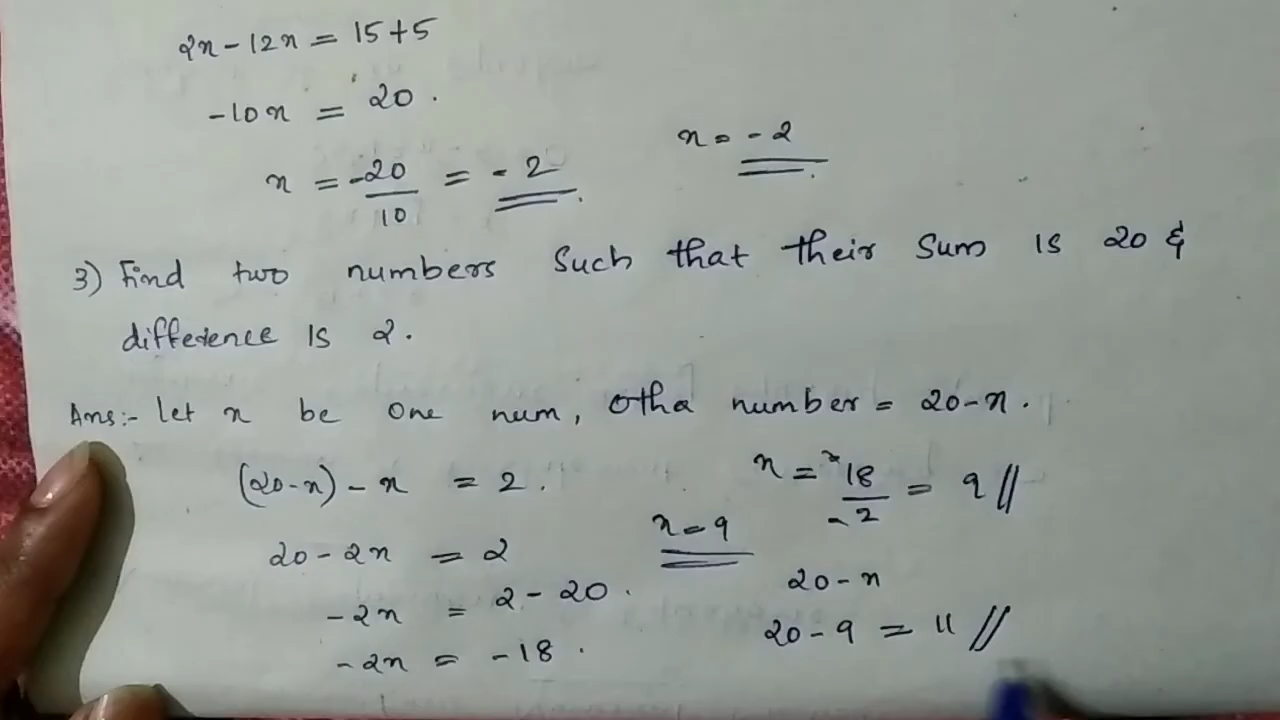 2x - 12x = 15+5
-10x = 20.
x = -20/10 = -2
x = -2
3) Find two numbers Such that their Sum is 20 &
difference is 2.
Ans:- let x be one num, otha number = 20-x.
(20-x) - x = 2.
20 - 2x = 2
-2x = 2 - 20.
-2x = -18.
x = -18/-2 = 9//
x = 9
20 - x
20 - 9 = 11//